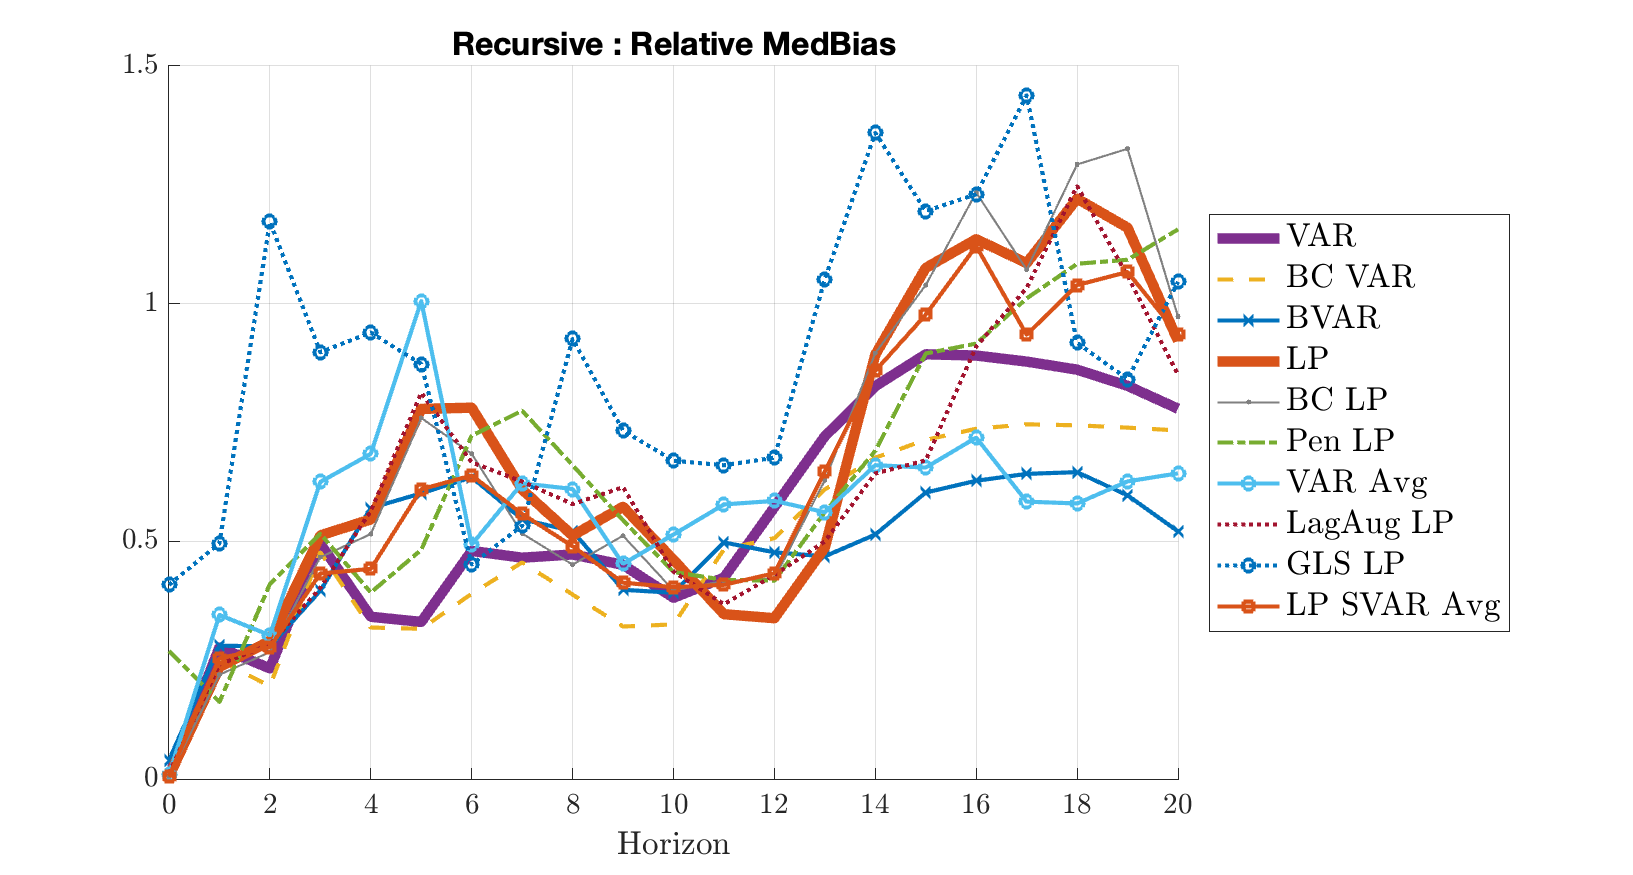 Recursive : Relative MedBias
1.5
1
0.5
0
0 2 4 6 8 10 12 14 16 18 20
Horizon
VAR
BC VAR
BVAR
LP
BC LP
Pen LP
VAR Avg
LagAug LP
GLS LP
LP SVAR Avg